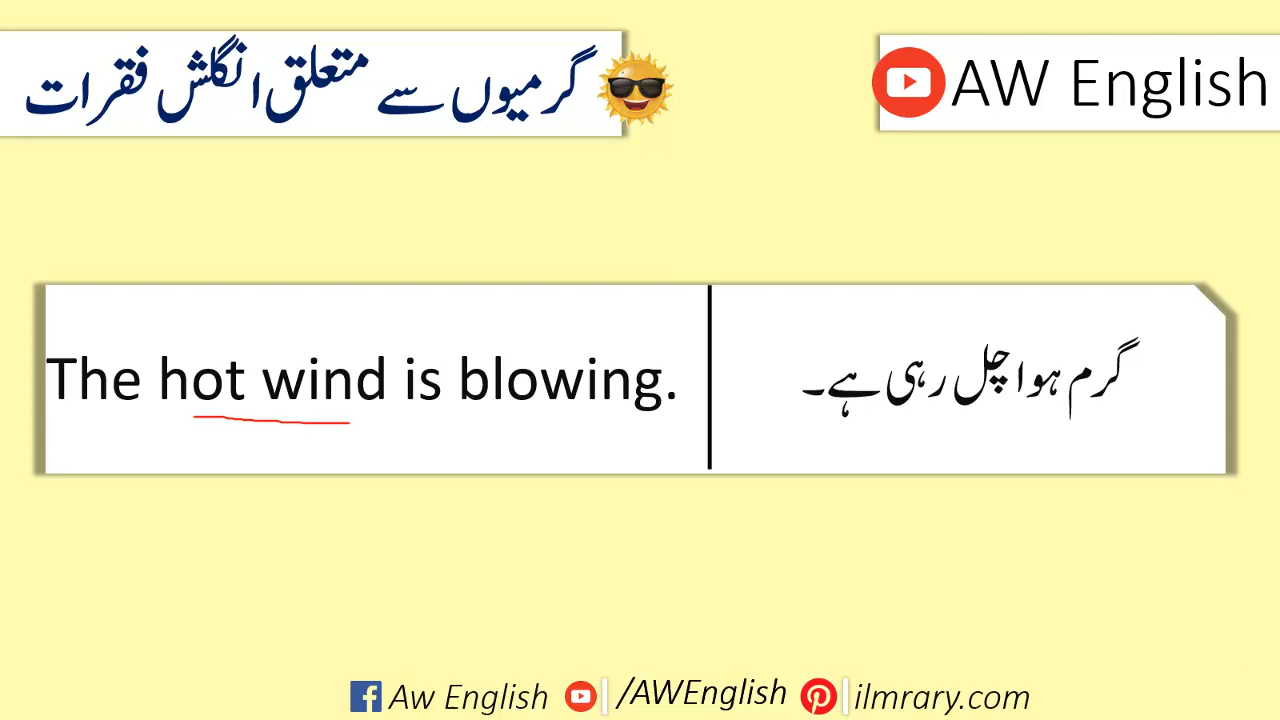 گرمیوں سے متعلق انگلش فقرات
AW English
The hot wind is blowing.
گرم ہوا چل رہی ہے۔
Aw English /AWEnglish ilmrary.com